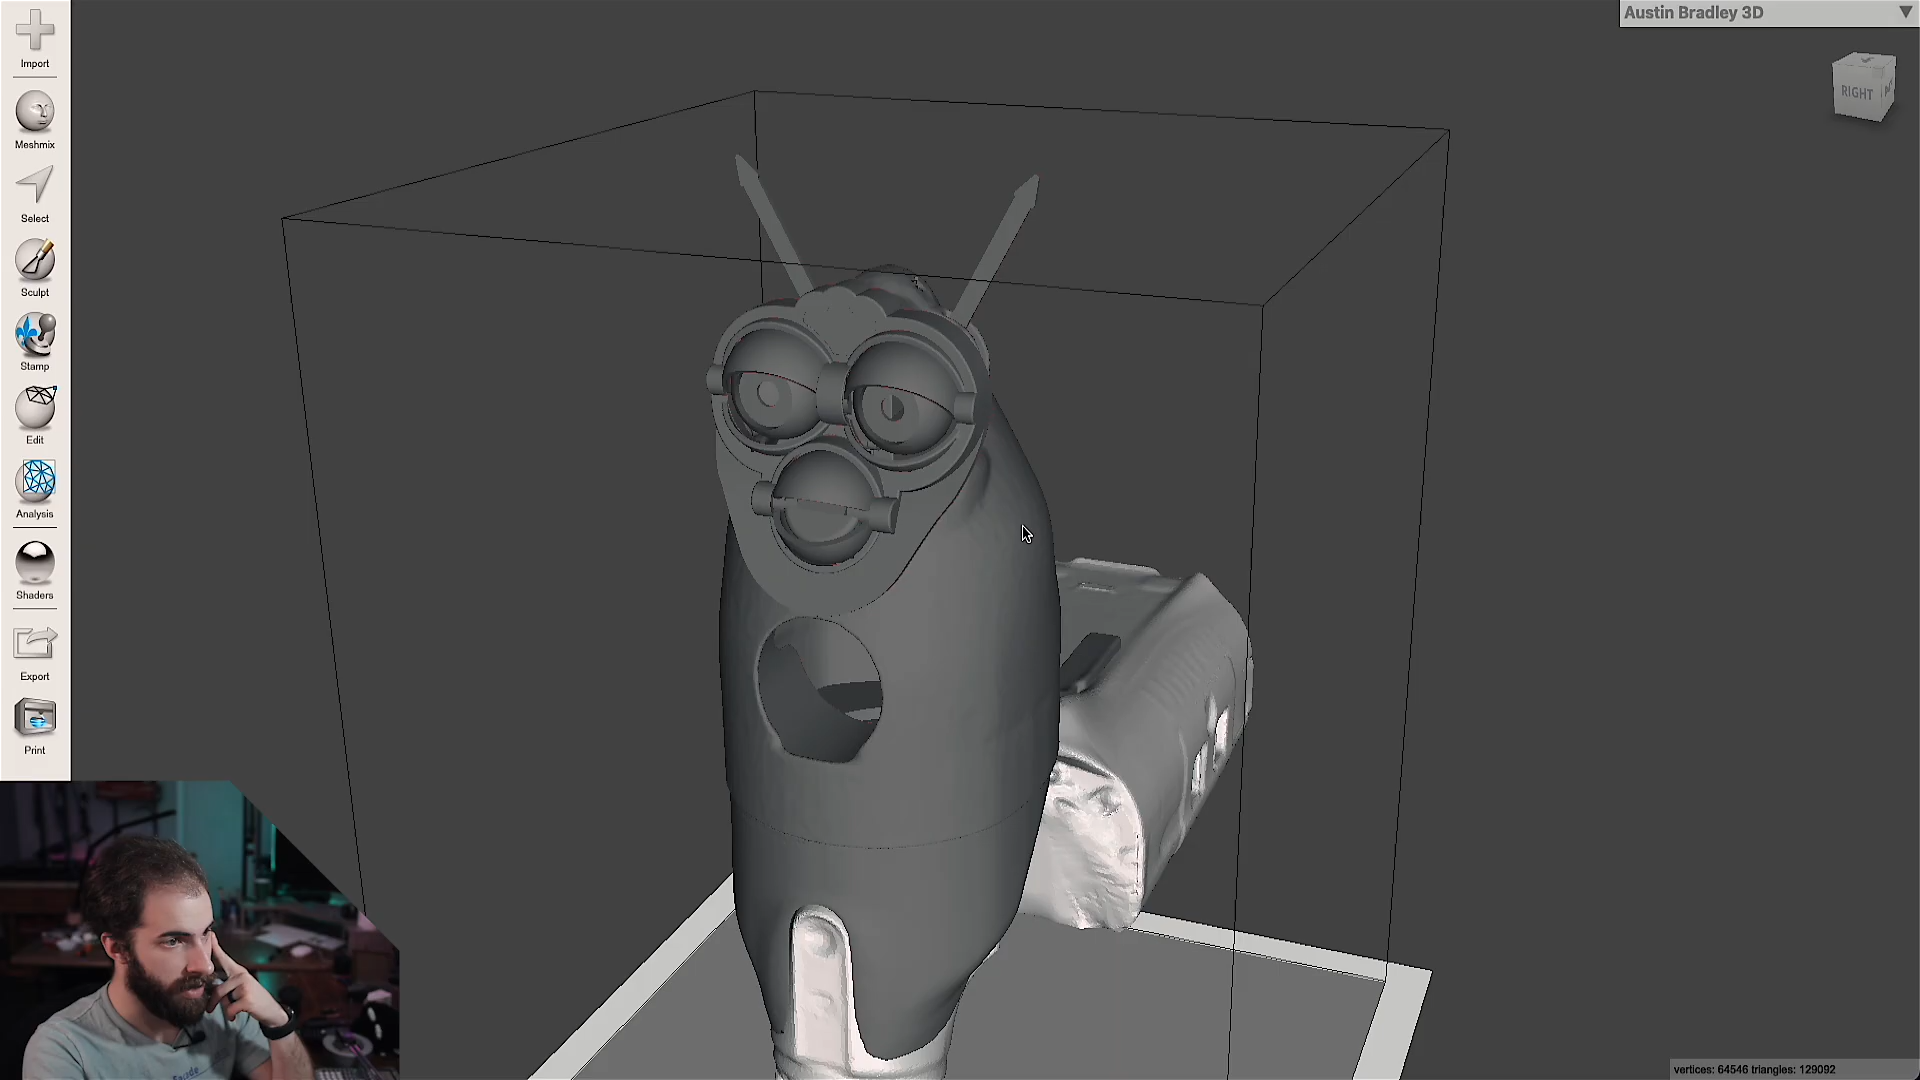 Import
Meshmix
Select
Sculpt
Stamp
Edit
Analysis
Shaders
Export
Print
Austin Bradley 3D
RIGHT
vertices: 64546 triangles: 129092